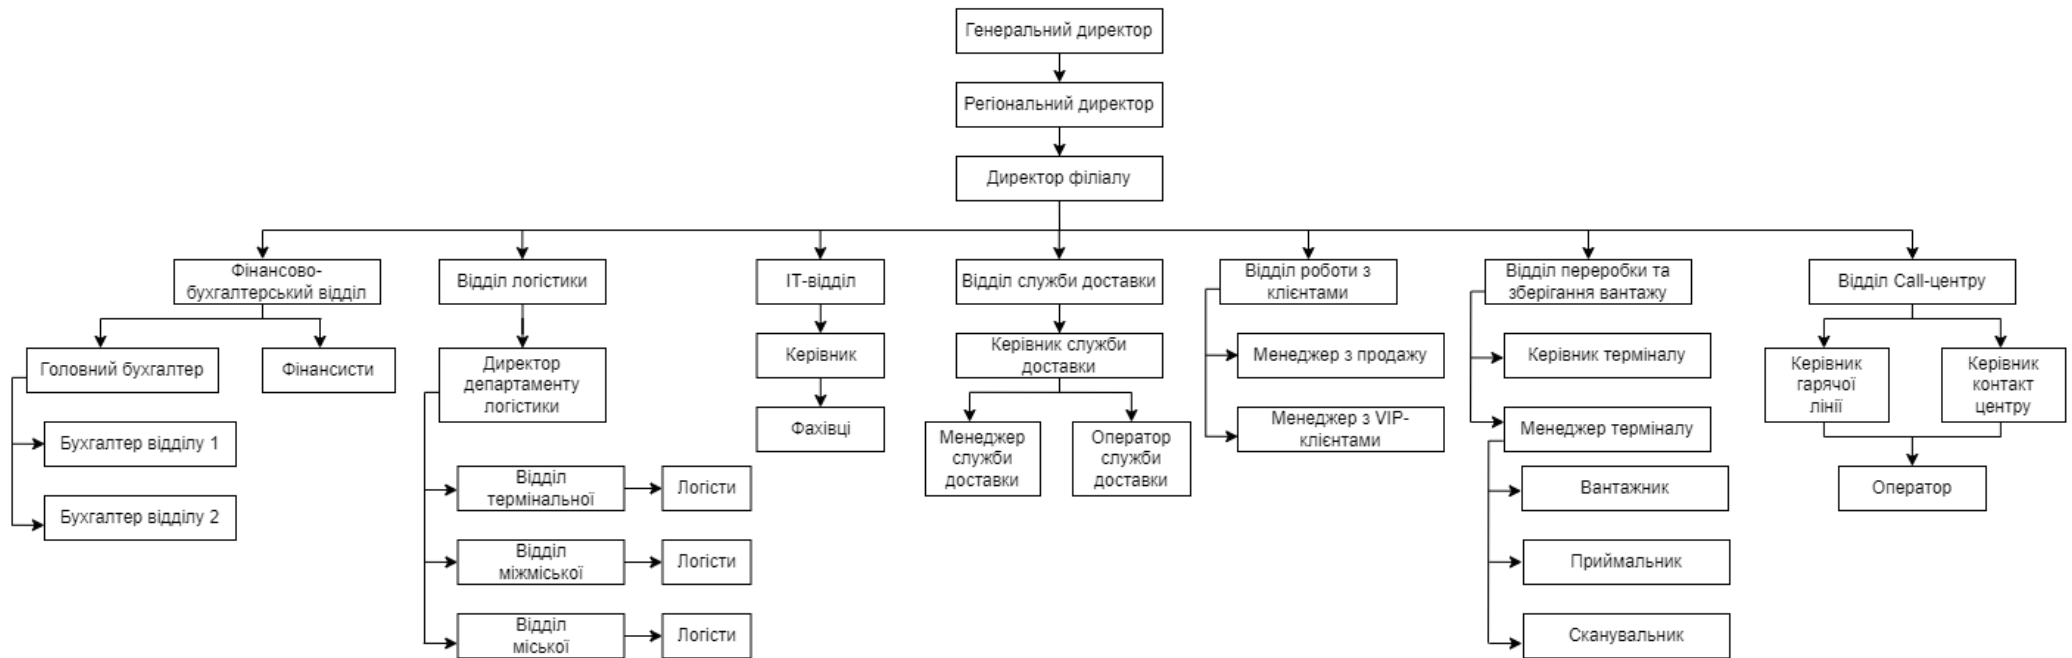 Генеральний директор
Регіональний директор
Директор філіалу
Фінансово-
бухгалтерський відділ
Відділ логістики
ІТ-відділ
Відділ служби доставки
Відділ роботи з
клієнтами
Відділ переробки та
зберігання вантажу
Відділ Call-центру
Головний бухгалтер
Фінансисти
Директор
департаменту
логістики
Керівник
Керівник служби
доставки
Менеджер з продажу
Керівник терміналу
Керівник
гарячої
лінії
Керівник
контакт
центру
Бухгалтер відділу 1
Фахівці
Менеджер
служби
доставки
Оператор
служби
доставки
Менеджер з VIP-
клієнтами
Менеджер терміналу
Бухгалтер відділу 2
Відділ
термінальної
Логісти
Вантажник
Оператор
Відділ
міжміської
Логісти
Приймальник
Відділ
міської
Логісти
Сканувальник